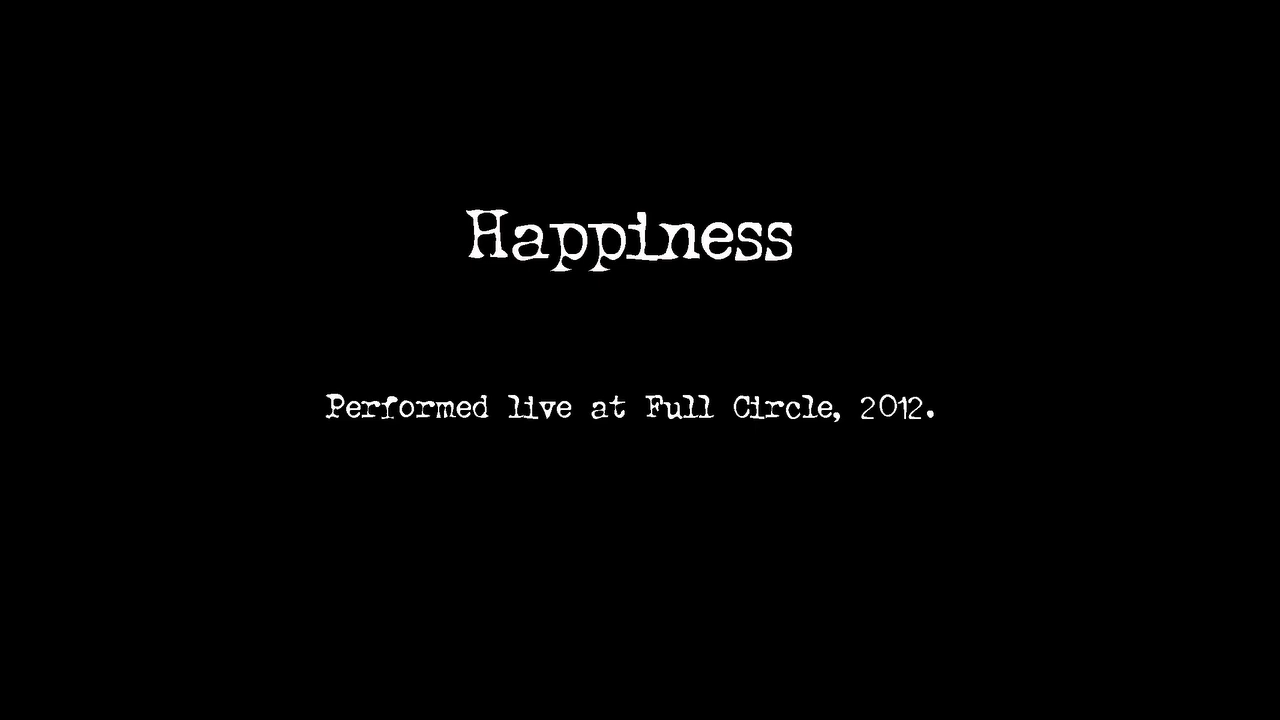 Happiness
Performed live at Full Circle, 2012.